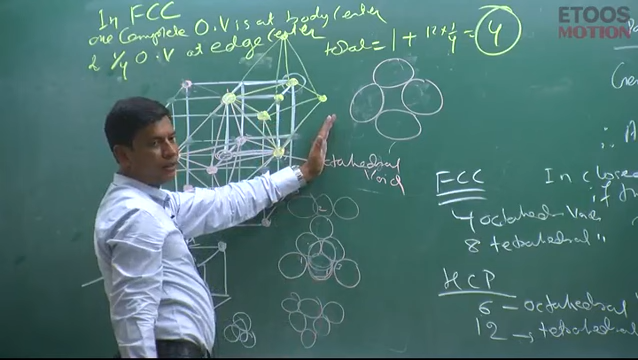 In FCC
one complete O.V is at body center
& 1/4 O.V at edge center
total = 1 + 12 x 1/4 = 4
ETOOS
MOTION
octahedral
Void
FCC
4 octahedral
8 tetrahedral "
HCP
6 - octahedral
12 → tetrahedral
In close
if
∴ A